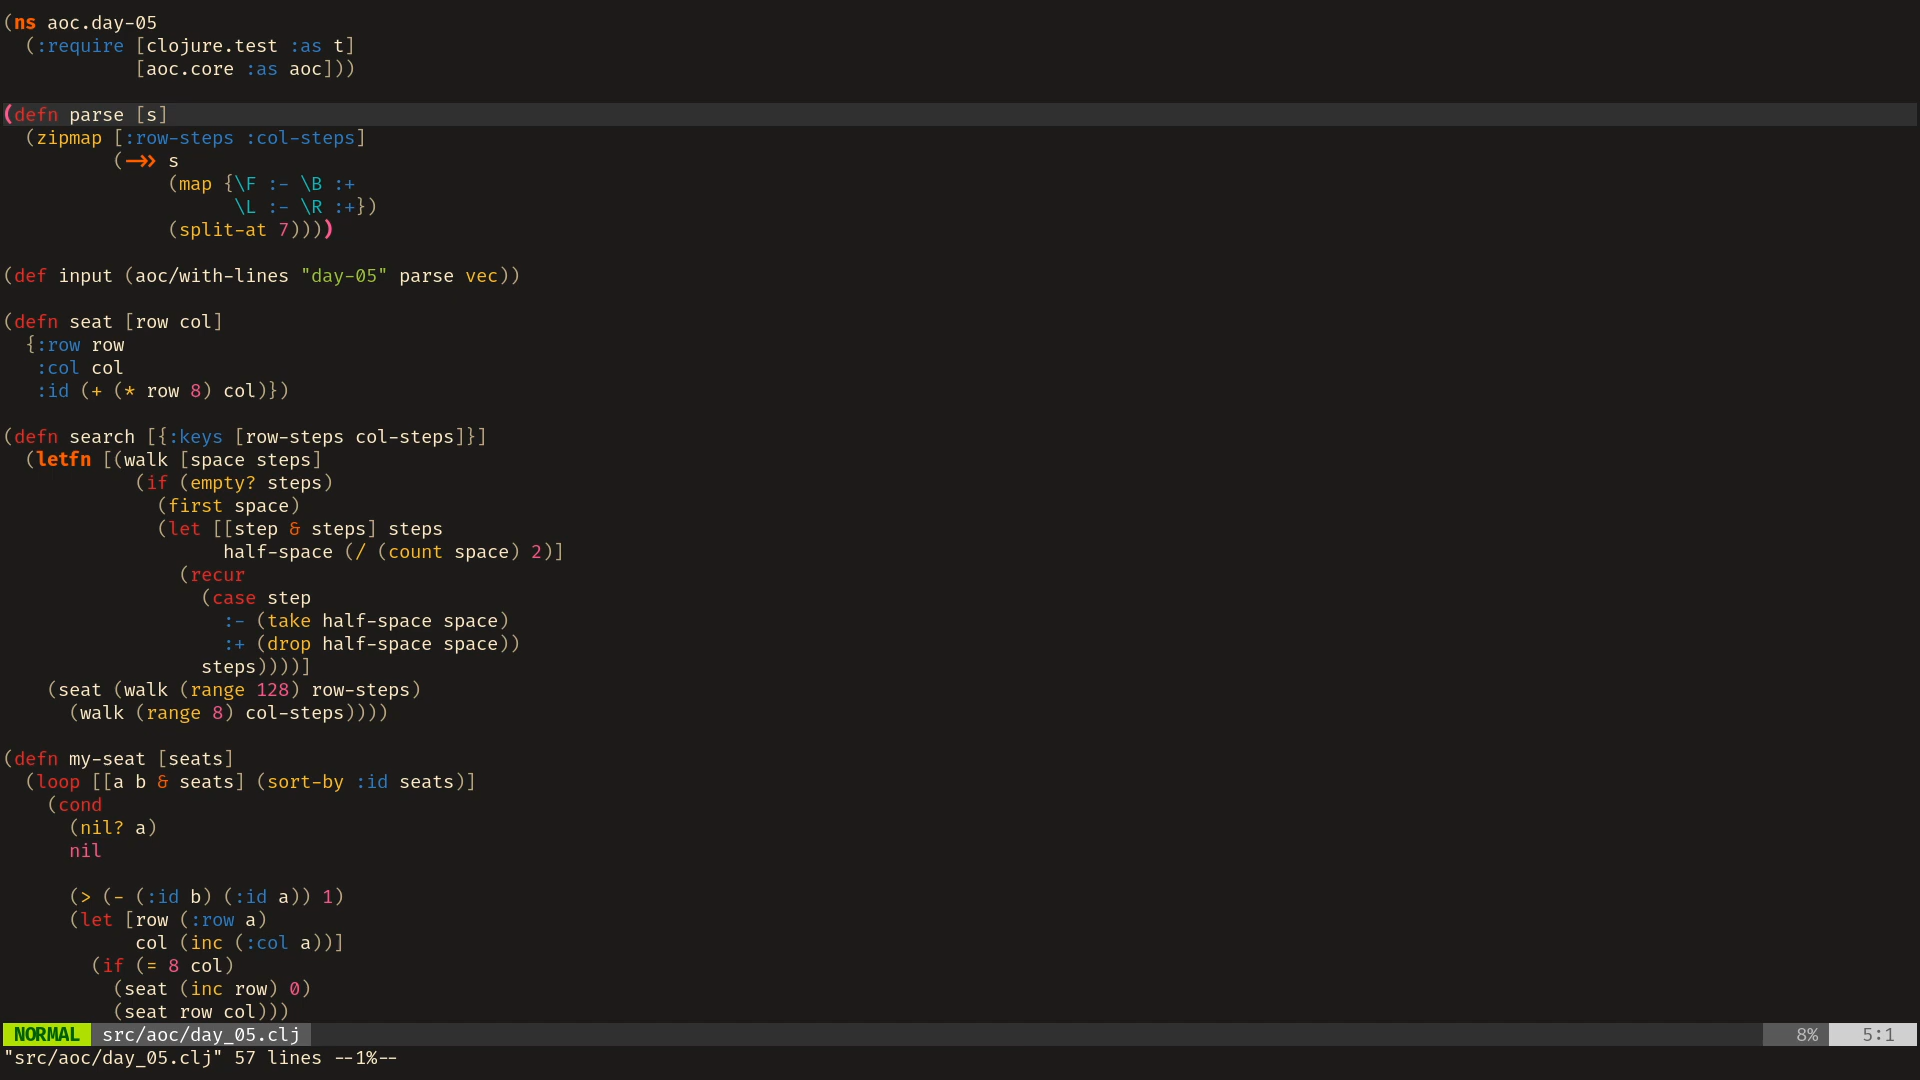 (ns aoc.day-05
  (:require [clojure.test :as t]
            [aoc.core :as aoc]))

(defn parse [s]
  (zipmap [:row-steps :col-steps]
          (->> s
               (map {\F :- \B :+
                     \L :- \R :+})
               (split-at 7))))

(def input (aoc/with-lines "day-05" parse vec))

(defn seat [row col]
  {:row row
   :col col
   :id (+ (* row 8) col)})

(defn search [{:keys [row-steps col-steps]}]
  (letfn [(walk [space steps]
            (if (empty? steps)
              (first space)
              (let [[step & steps] steps
                    half-space (/ (count space) 2)]
                (recur
                  (case step
                    :- (take half-space space)
                    :+ (drop half-space space))
                  steps))))]
    (seat (walk (range 128) row-steps)
      (walk (range 8) col-steps))))

(defn my-seat [seats]
  (loop [[a b & seats] (sort-by :id seats)]
    (cond
      (nil? a)
      nil

      (> (- (:id b) (:id a)) 1)
      (let [row (:row a)
            col (inc (:col a))]
        (if (= 8 col)
          (seat (inc row) 0)
          (seat row col)))
NORMAL src/aoc/day_05.clj 8% 5:1
"src/aoc/day_05.clj" 57 lines --1%--